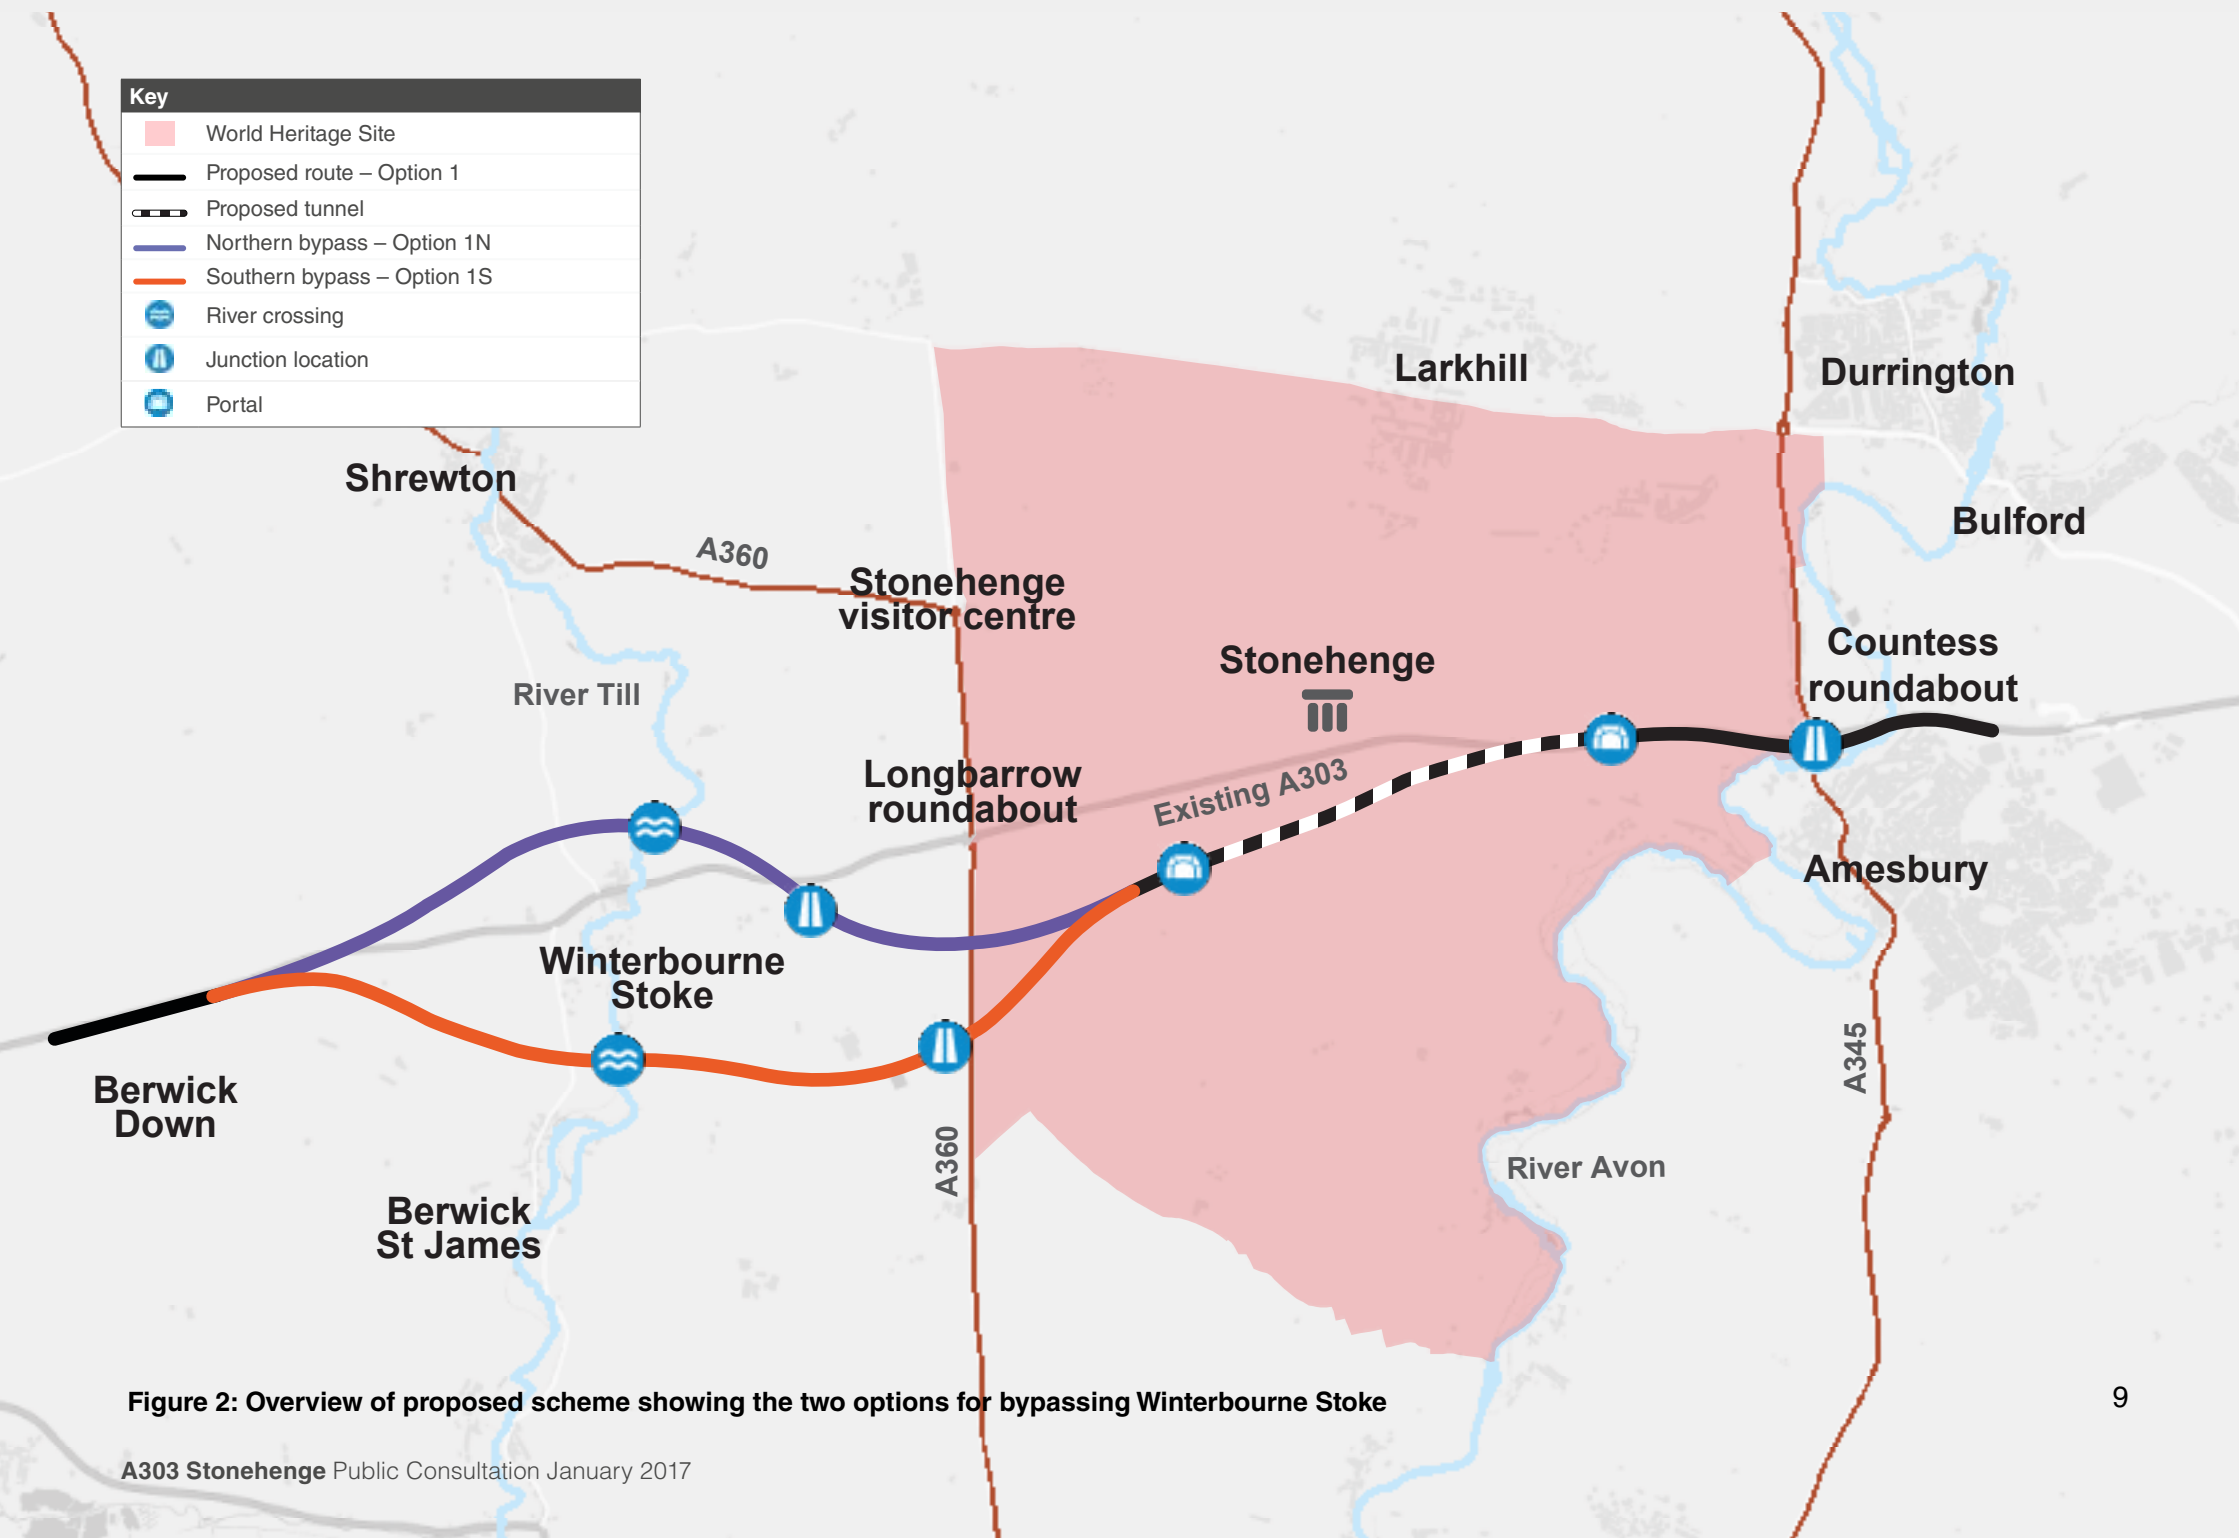 Key
World Heritage Site
Proposed route – Option 1
Proposed tunnel
Northern bypass – Option 1N
Southern bypass – Option 1S
River crossing
Junction location
Portal
Larkhill
Durrington
Shrewton
Bulford
A360
Stonehenge
visitor centre
Stonehenge
Countess
roundabout
River Till
Longbarrow
roundabout
Existing A303
Amesbury
Winterbourne
Stoke
A345
Berwick
Down
A360
River Avon
Berwick
St James
Figure 2: Overview of proposed scheme showing the two options for bypassing Winterbourne Stoke
9
A303 Stonehenge Public Consultation January 2017